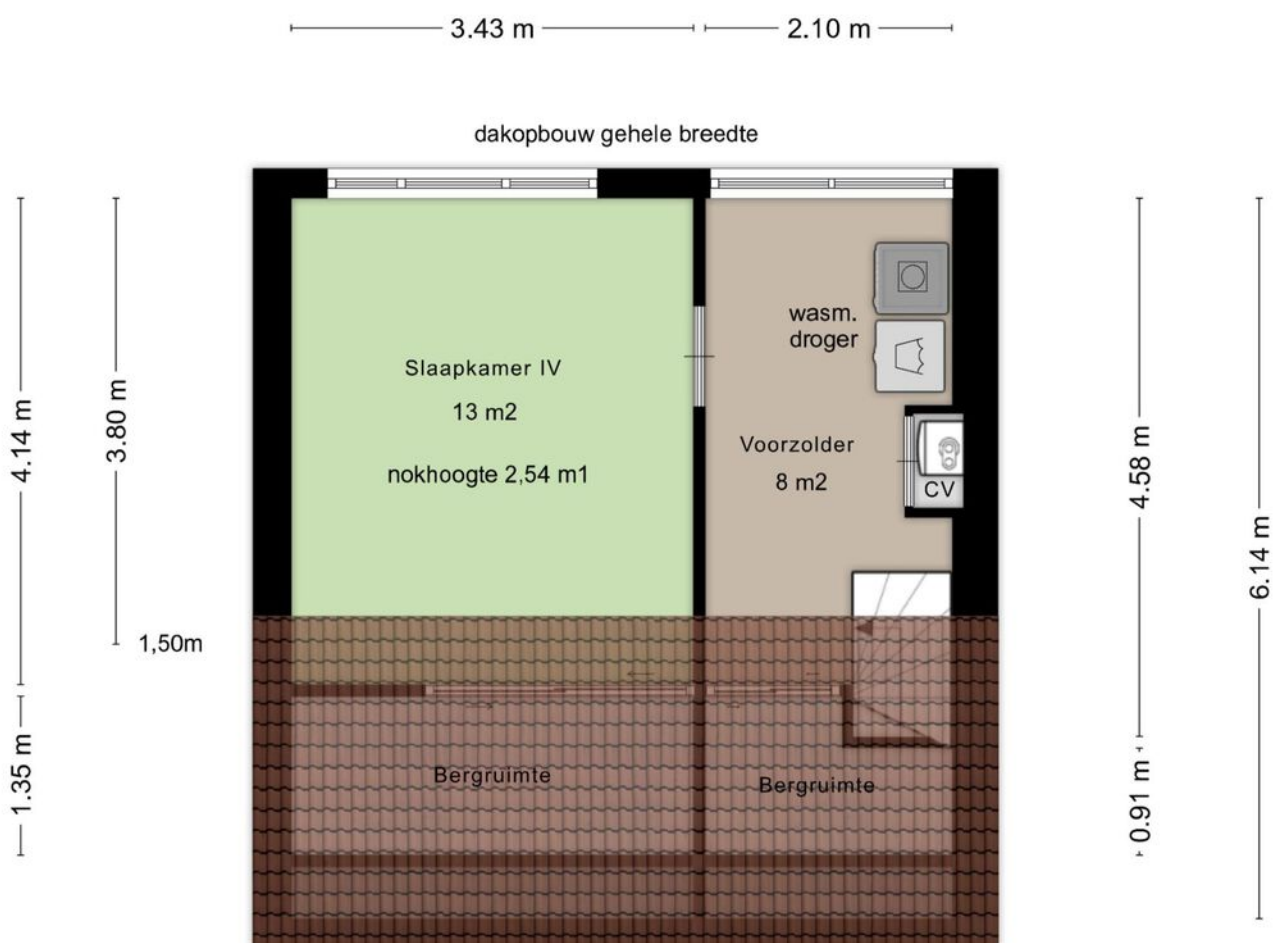 3.43 m
2.10 m
dakopbouw gehele breedte
4.14 m
3.80 m
1,50m
1.35 m
Slaapkamer IV
13 m2
nokhoogte 2,54 m1
wasm.
droger
Voorzolder
8 m2
CV
Bergruimte
Bergruimte
4.58 m
0.91 m
6.14 m